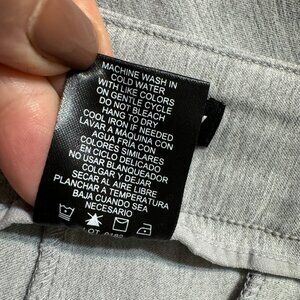 MACHINE WASH IN
COLD WATER
WITH LIKE COLORS
ON GENTLE CYCLE
DO NOT BLEACH
HANG TO DRY
COOL IRON IF NEEDED
LAVAR A MAQUINA CON
AGUA FRIA CON
COLORES SIMILARES
EN CICLO DELICADO
NO USAR BLANQUEADOR
COLGAR Y DEJAR
SECAR AL AIRE LIBRE
PLANCHAR A TEMPERATURA
BAJA CUANDO SEA
NECESARIO
LOT